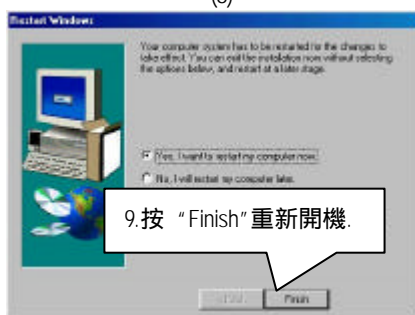 Restart Windows
Your computer system has to be restarted for the changes to
take effect. You can exit the installation now without selecting
the options below, and restart at a later stage.
Yes, I want to restart my computer now.
No, I will restart my computer later.
9.按 “Finish”重新開機.
Finish